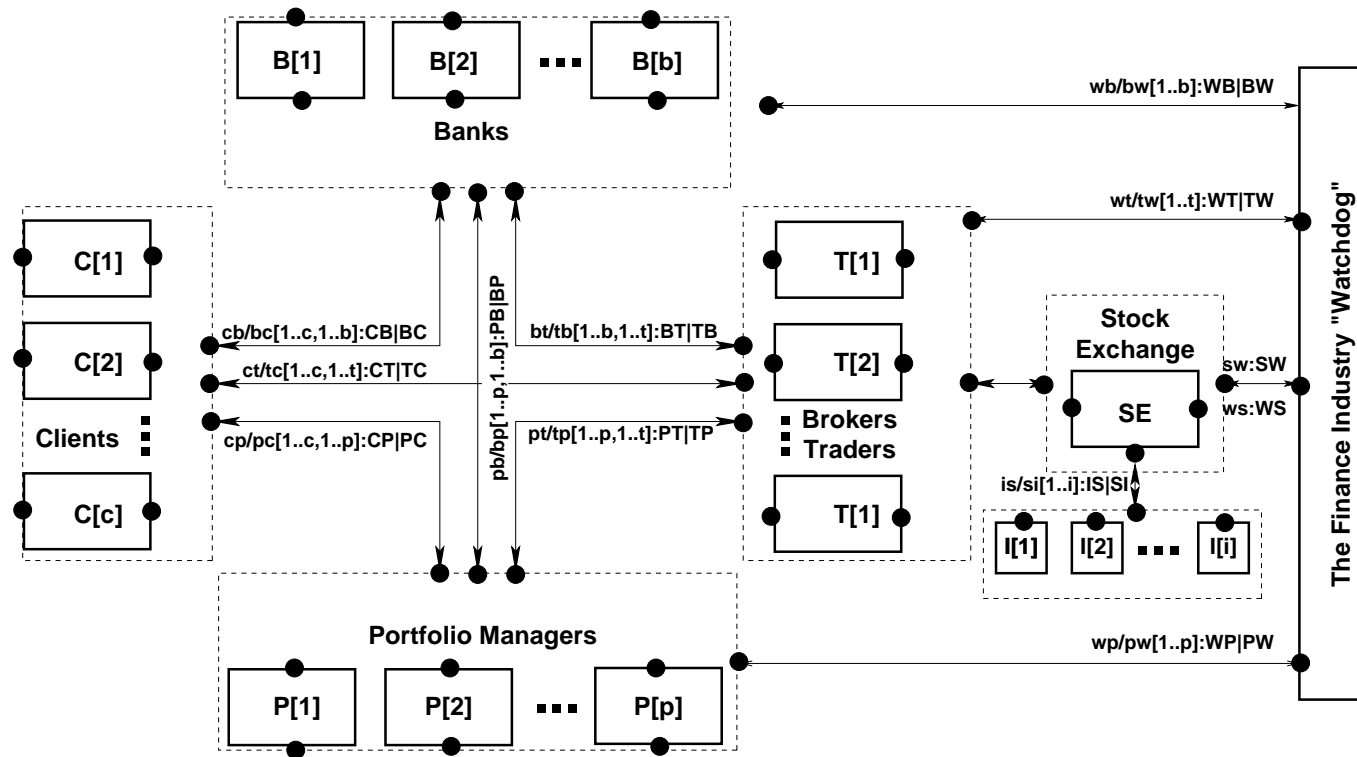 B[1] B[2] B[b]
Banks
wb/bw[1..b]:WB|BW
wt/tw[1..t]:WT|TW
C[1]
C[2]
Clients
C[c]
cb/bc[1..c,1..b]:CB|BC
ct/tc[1..c,1..t]:CT|TC
cp/pc[1..c,1..p]:CP|PC
pb/bp[1..p,1..b]:PB|BP
bt/tb[1..b,1..t]:BT|TB
pt/tp[1..p,1..t]:PT|TP
T[1]
T[2]
Brokers
Traders
T[1]
Stock
Exchange
SE
sw:SW
ws:WS
is/si[1..i]:IS|SI
I[1] I[2] I[i]
The Finance Industry "Watchdog"
Portfolio Managers
P[1] P[2] P[p]
wp/pw[1..p]:WP|PW